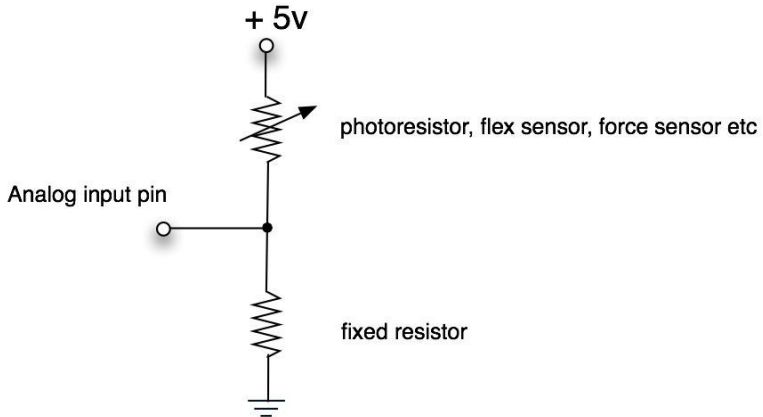 + 5v
photoresistor, flex sensor, force sensor etc
Analog input pin
fixed resistor